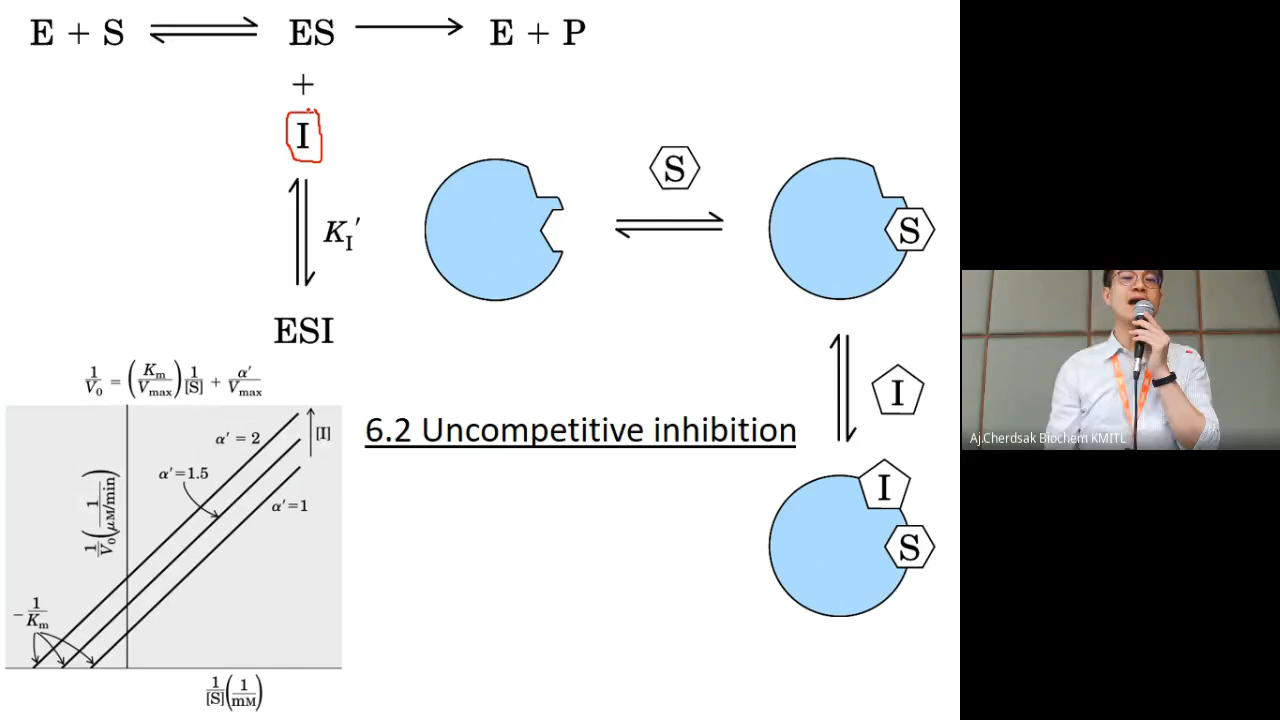 E + S ⇌ ES ⟶ E + P
+
I
K_I′
ESI
S
S
I
I
S
6.2 Uncompetitive inhibition
1/V₀ = (K_m/V_max) 1/[S] + α′/V_max
α′ = 2
[I]
α′=1.5
α′=1
1/V₀ (1/μM/min)
− 1/K_m
1/[S] (1/mM)
Aj.Cherdsak Biochem KMITL